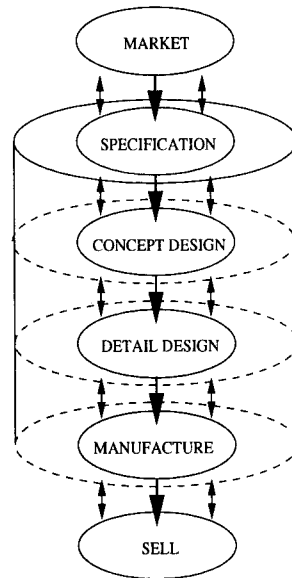 MARKET
SPECIFICATION
CONCEPT DESIGN
DETAIL DESIGN
MANUFACTURE
SELL